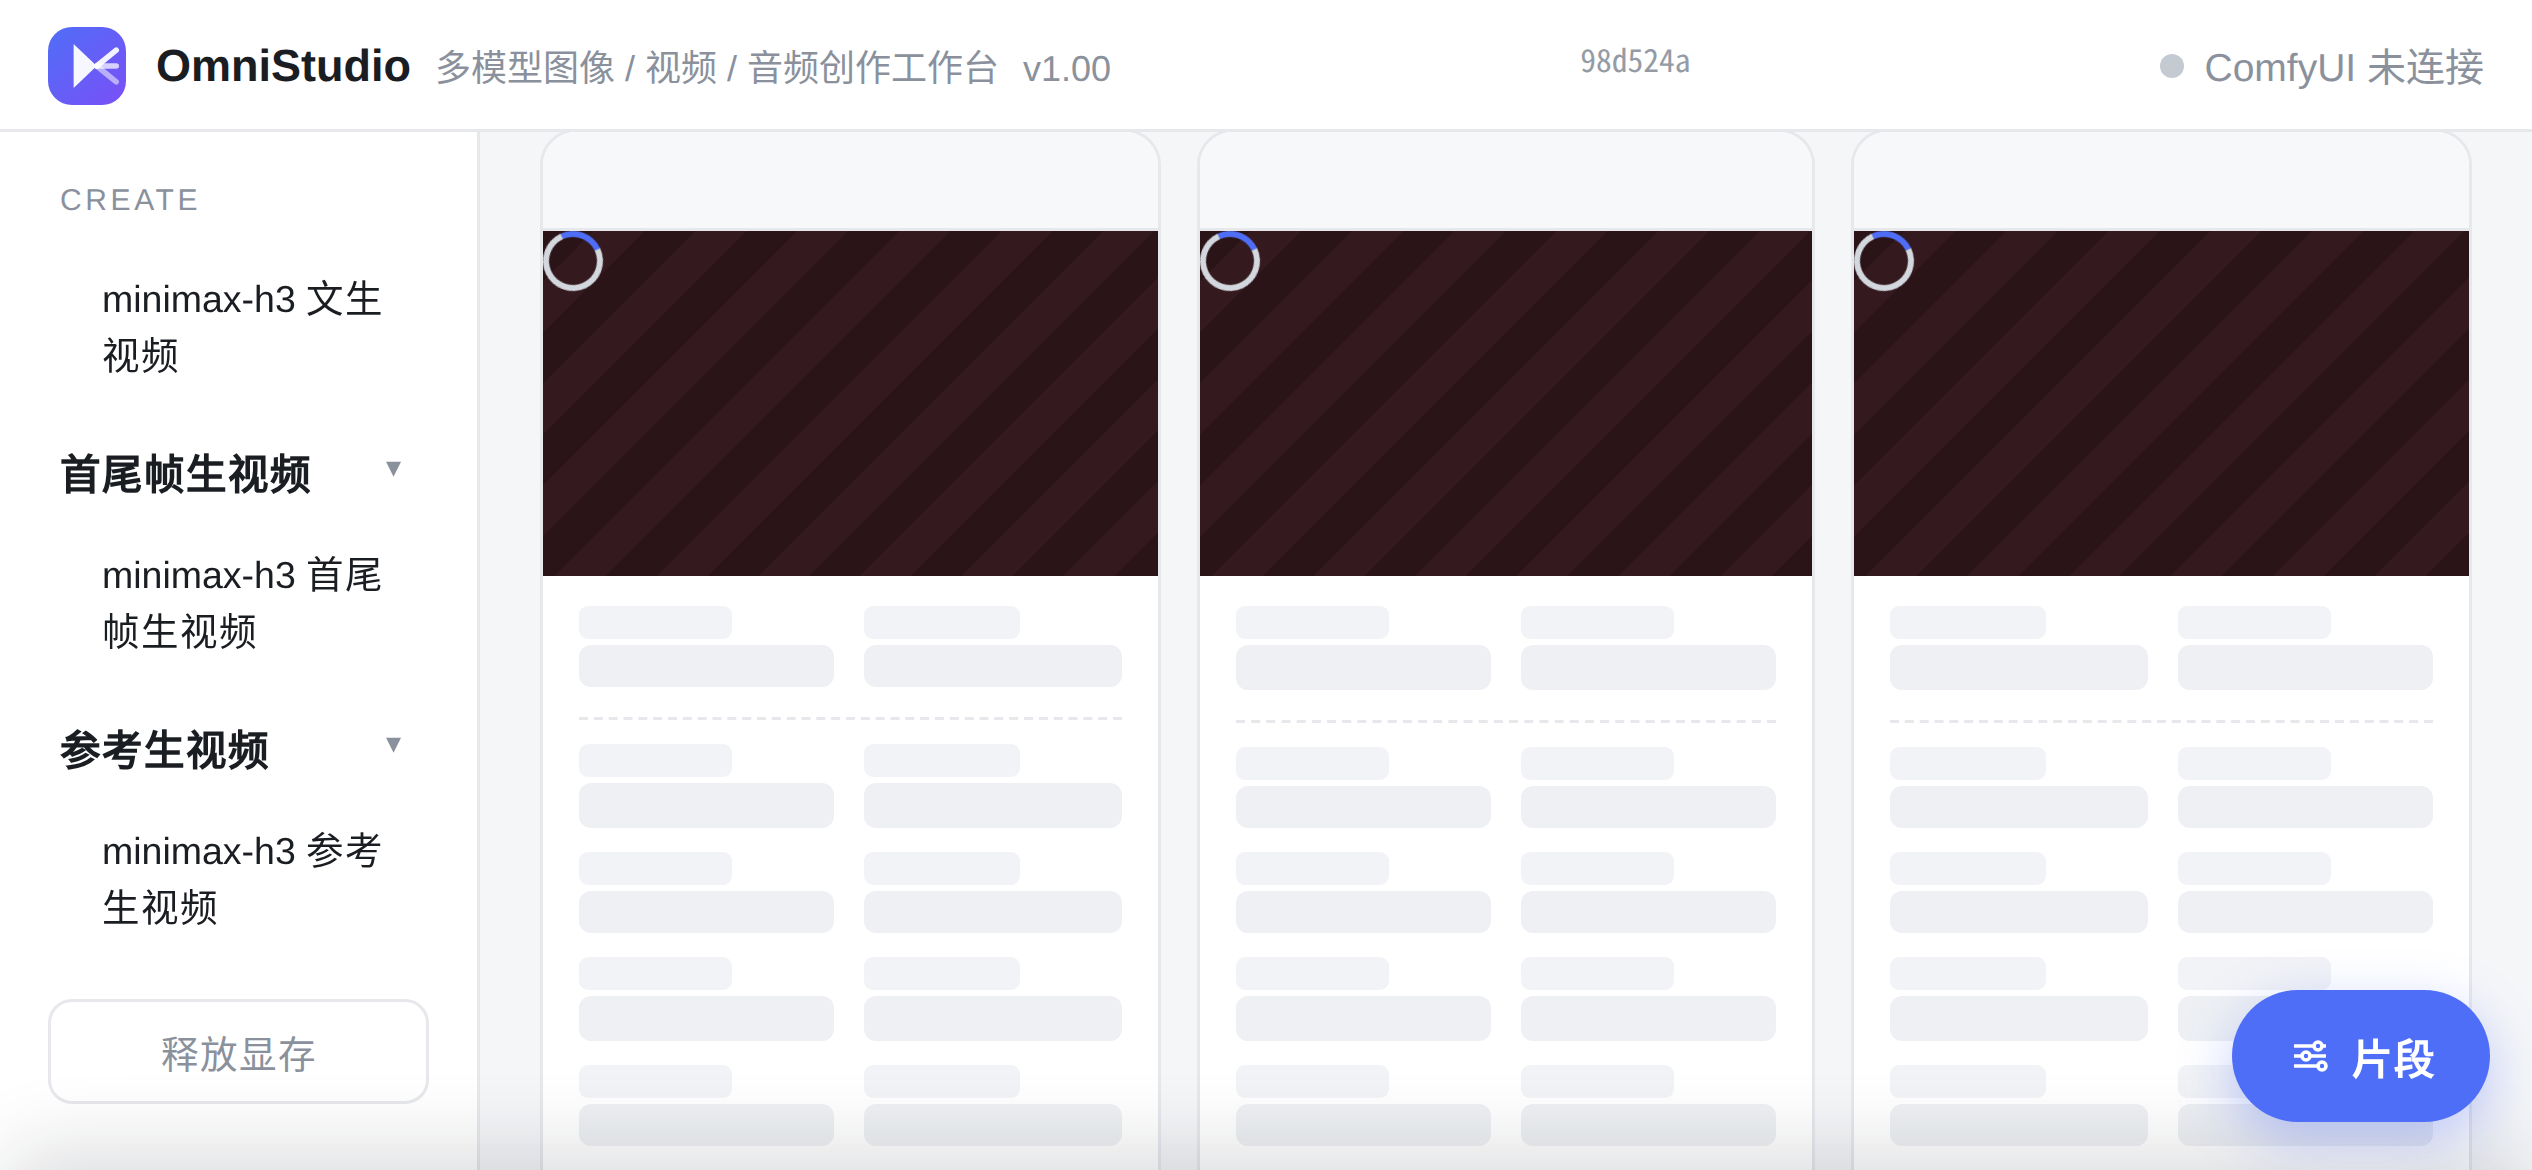 OmniStudio 多模型图像 / 视频 / 音频创作工作台 v1.00
98d524a
ComfyUI 未连接
CREATE
minimax-h3 文生
视频
首尾帧生视频
minimax-h3 首尾
帧生视频
参考生视频
minimax-h3 参考
生视频
释放显存
片段